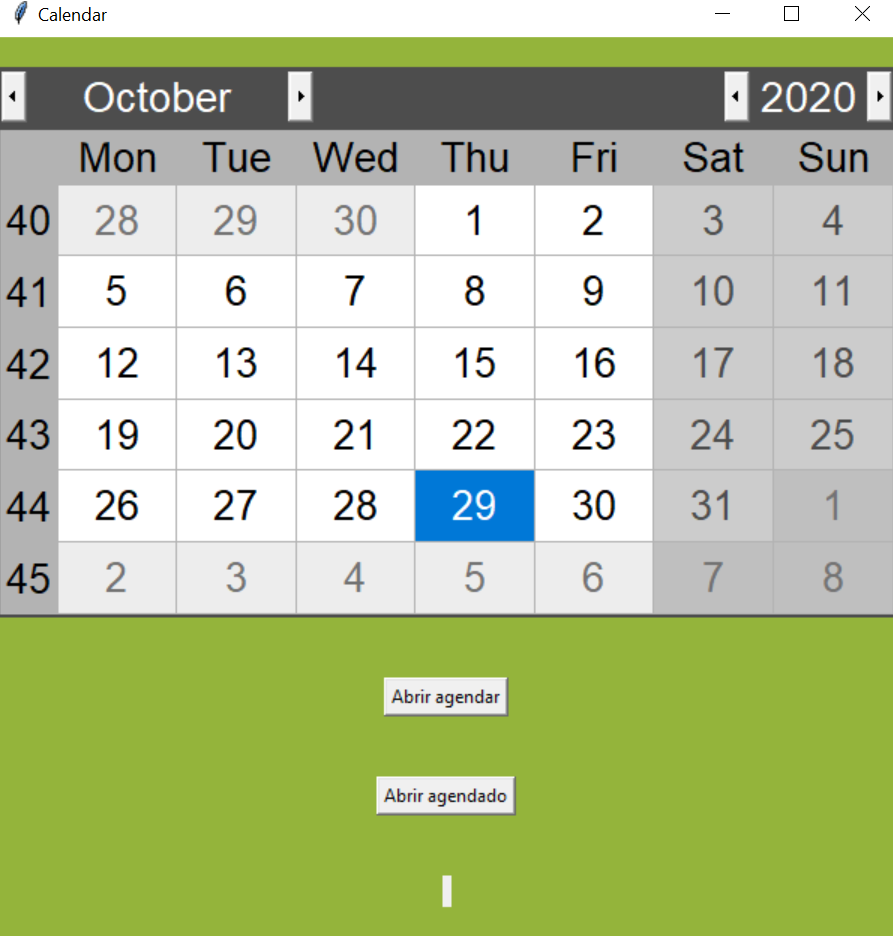 Calendar
October 2020
Mon Tue Wed Thu Fri Sat Sun
40 28 29 30 1 2 3 4
41 5 6 7 8 9 10 11
42 12 13 14 15 16 17 18
43 19 20 21 22 23 24 25
44 26 27 28 29 30 31 1
45 2 3 4 5 6 7 8
Abrir agendar
Abrir agendado